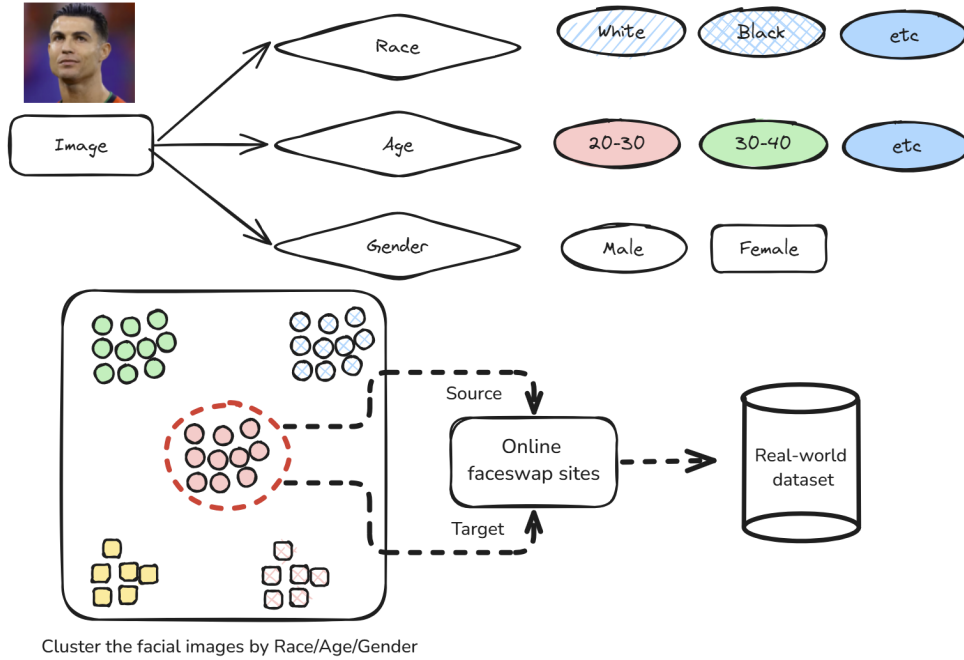 Race
White
Black
etc
Image
Age
20-30
30-40
etc
Gender
Male
Female
Source
Online
faceswap sites
Real-world
dataset
Target
Cluster the facial images by Race/Age/Gender